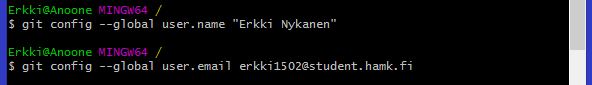 Erkki@Anoone MINGW64 /
$ git config --global user.name "Erkki Nykanen"
Erkki@Anoone MINGW64 /
$ git config --global user.email erkki1502@student.hamk.fi